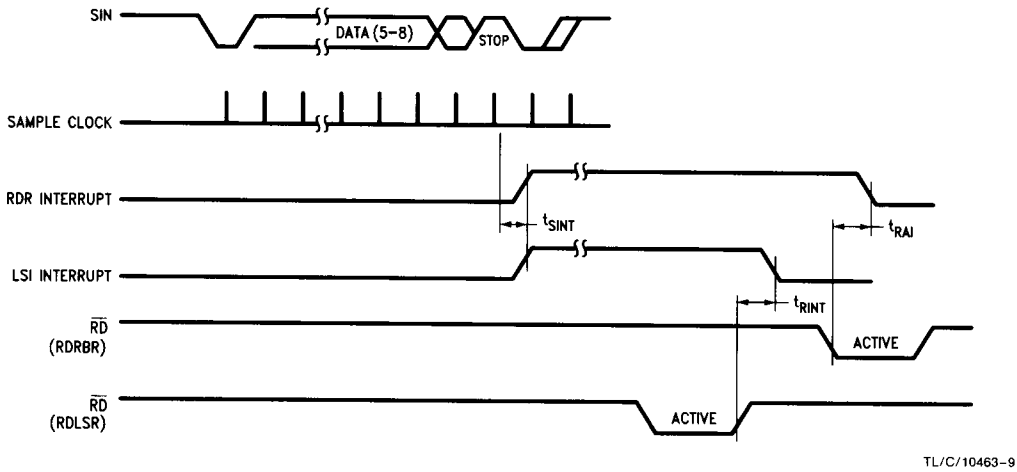 SIN
DATA (5-8)
STOP
SAMPLE CLOCK
RDR INTERRUPT
tSINT
tRAI
LSI INTERRUPT
tRINT
RD
(RDRBR)
ACTIVE
RD
(RDLSR)
ACTIVE
TL/C/10463-9